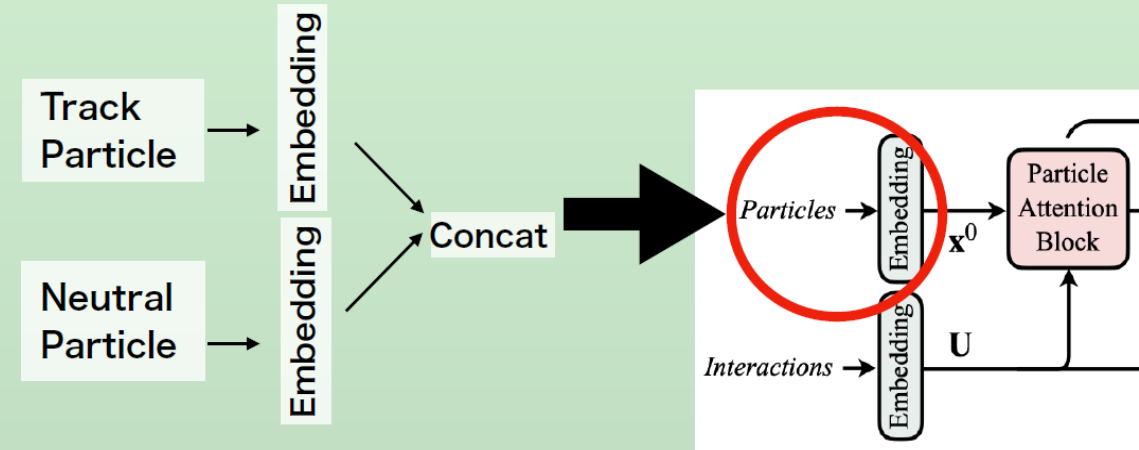 Track
Particle
Embedding
Neutral
Particle
Embedding
Concat
Particles
Embedding
x⁰
Particle
Attention
Block
Interactions
Embedding
U